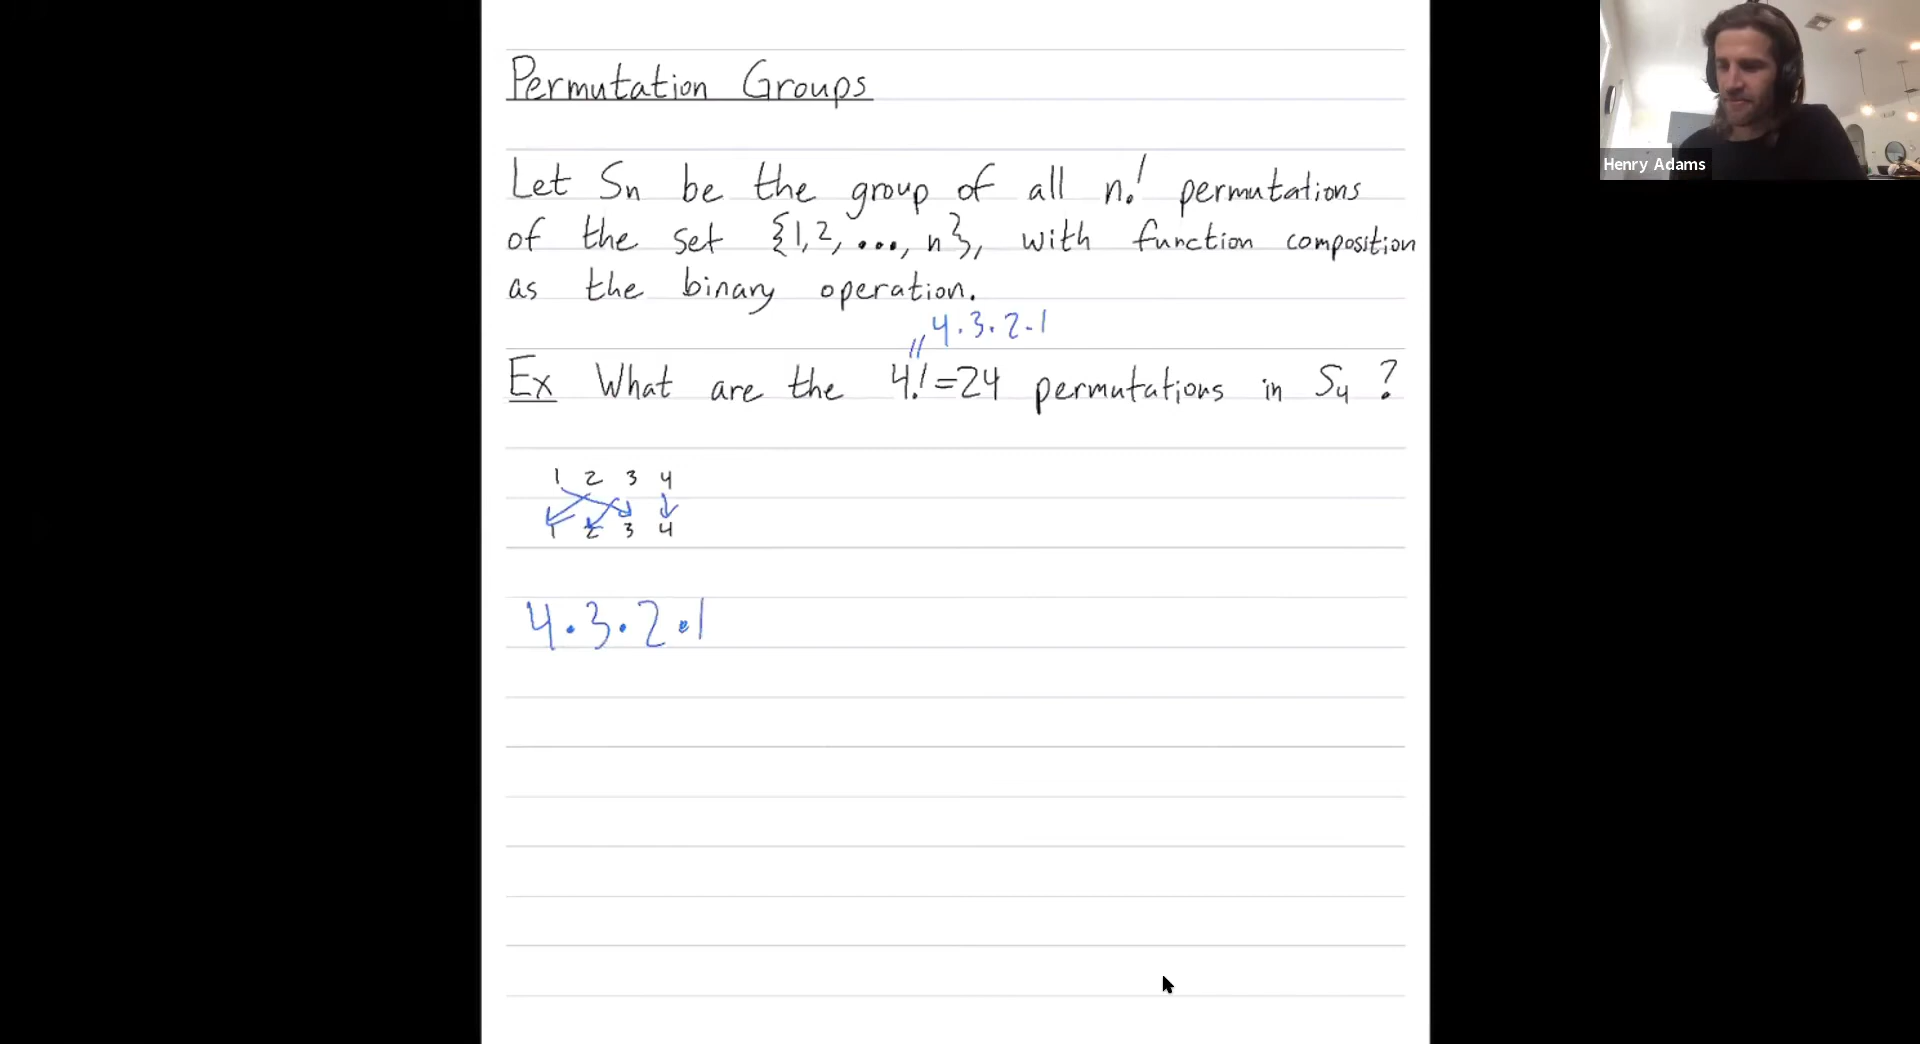 Permutation Groups
Let Sn be the group of all n! permutations
of the set {1,2, ..., n}, with function composition
as the binary operation.
4·3·2·1
Ex What are the 4! = 24 permutations in S4 ?
1 2 3 4
1 2 3 4
4·3·2·1
Henry Adams